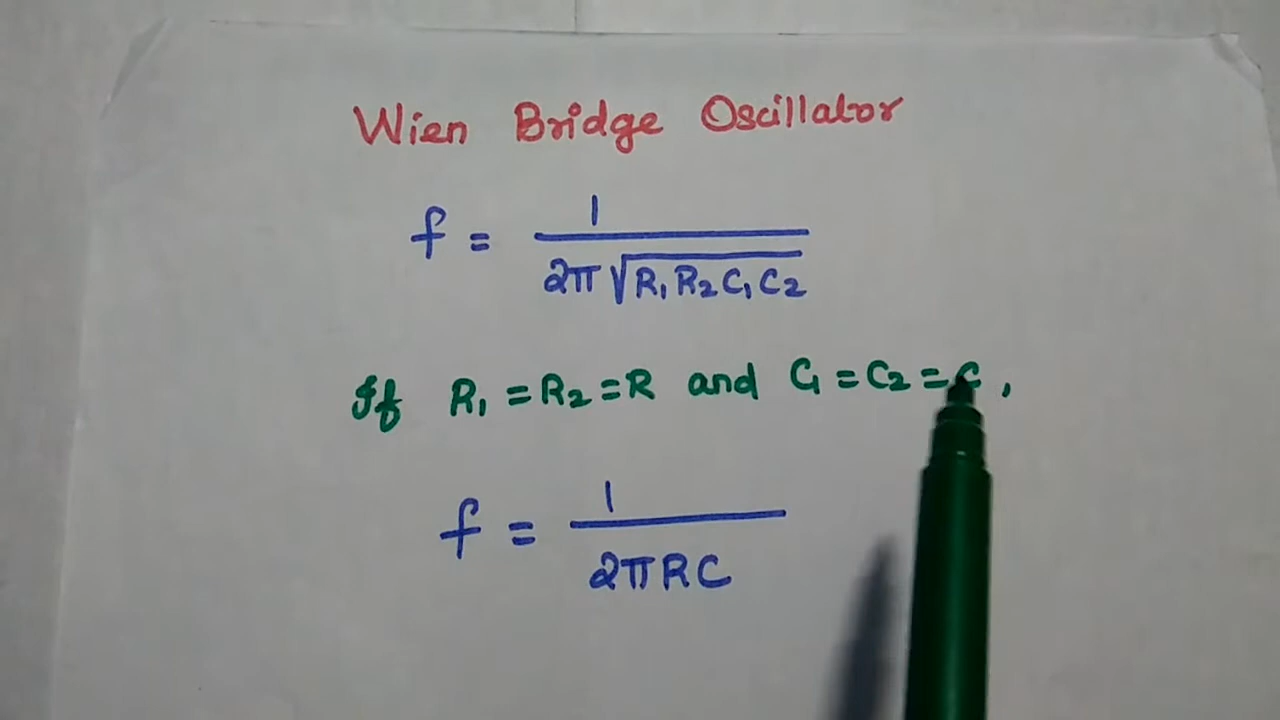 Wien Bridge Oscillator
f = 1 / 2π√R₁R₂C₁C₂
If R₁ = R₂ = R and C₁ = C₂ = C ,
f = 1 / 2πRC